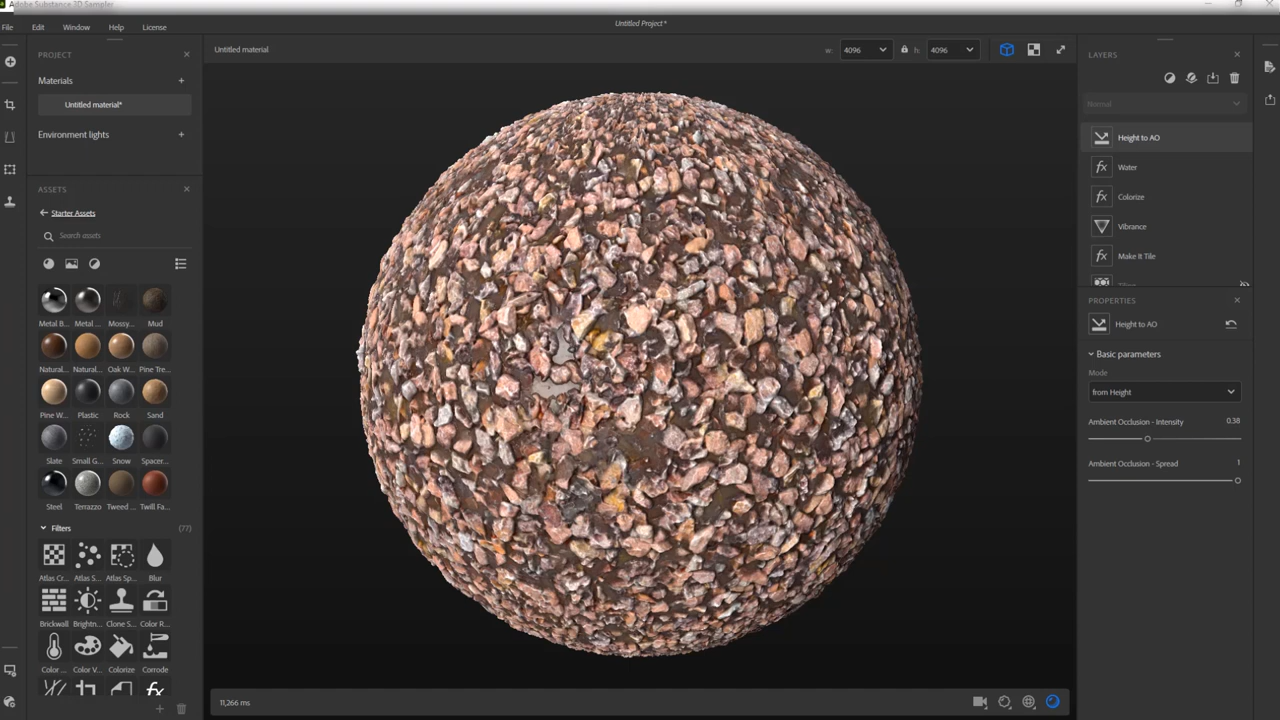 Adobe Substance 3D Sampler
File Edit Window Help License
Untitled Project*
PROJECT
Materials
Untitled material*
Environment lights
ASSETS
Starter Assets
Search assets
Metal B... Metal ... Mossy... Mud
Natural... Natural... Oak W... Pine Tre...
Pine W... Plastic Rock Sand
Slate Small G... Snow Spacer...
Steel Terrazzo Tweed ... Twill Fa...
Filters (77)
Atlas Cr... Atlas S... Atlas Sp... Blur
Brickwall Brightn... Clone S... Color R...
Color ... Color V... Colorize Corrode
Untitled material
w: 4096 h: 4096
11,266 ms
LAYERS
Normal
Height to AO
Water
Colorize
Vibrance
Make It Tile
PROPERTIES
Height to AO
Basic parameters
Mode
from Height
Ambient Occlusion - Intensity 0.38
Ambient Occlusion - Spread 1